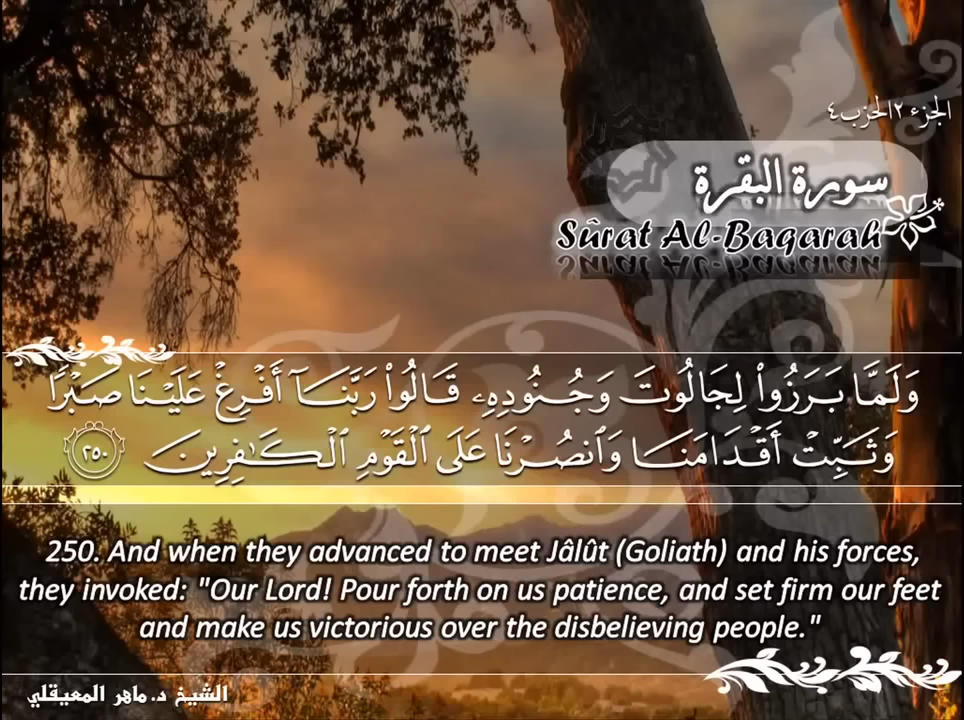 الجزء ٢ الحزب ٤
سورة البقرة
Sûrat Al-Baqarah
وَلَمَّا بَرَزُوا۟ لِجَالُوتَ وَجُنُودِهِۦ قَالُوا۟ رَبَّنَآ أَفْرِغْ عَلَيْنَا صَبْرًا
وَثَبِّتْ أَقْدَامَنَا وَٱنصُرْنَا عَلَى ٱلْقَوْمِ ٱلْكَـٰفِرِينَ ٢٥٠
250. And when they advanced to meet Jâlût (Goliath) and his forces,
they invoked: "Our Lord! Pour forth on us patience, and set firm our feet
and make us victorious over the disbelieving people."
الشيخ د. ماهر المعيقلي